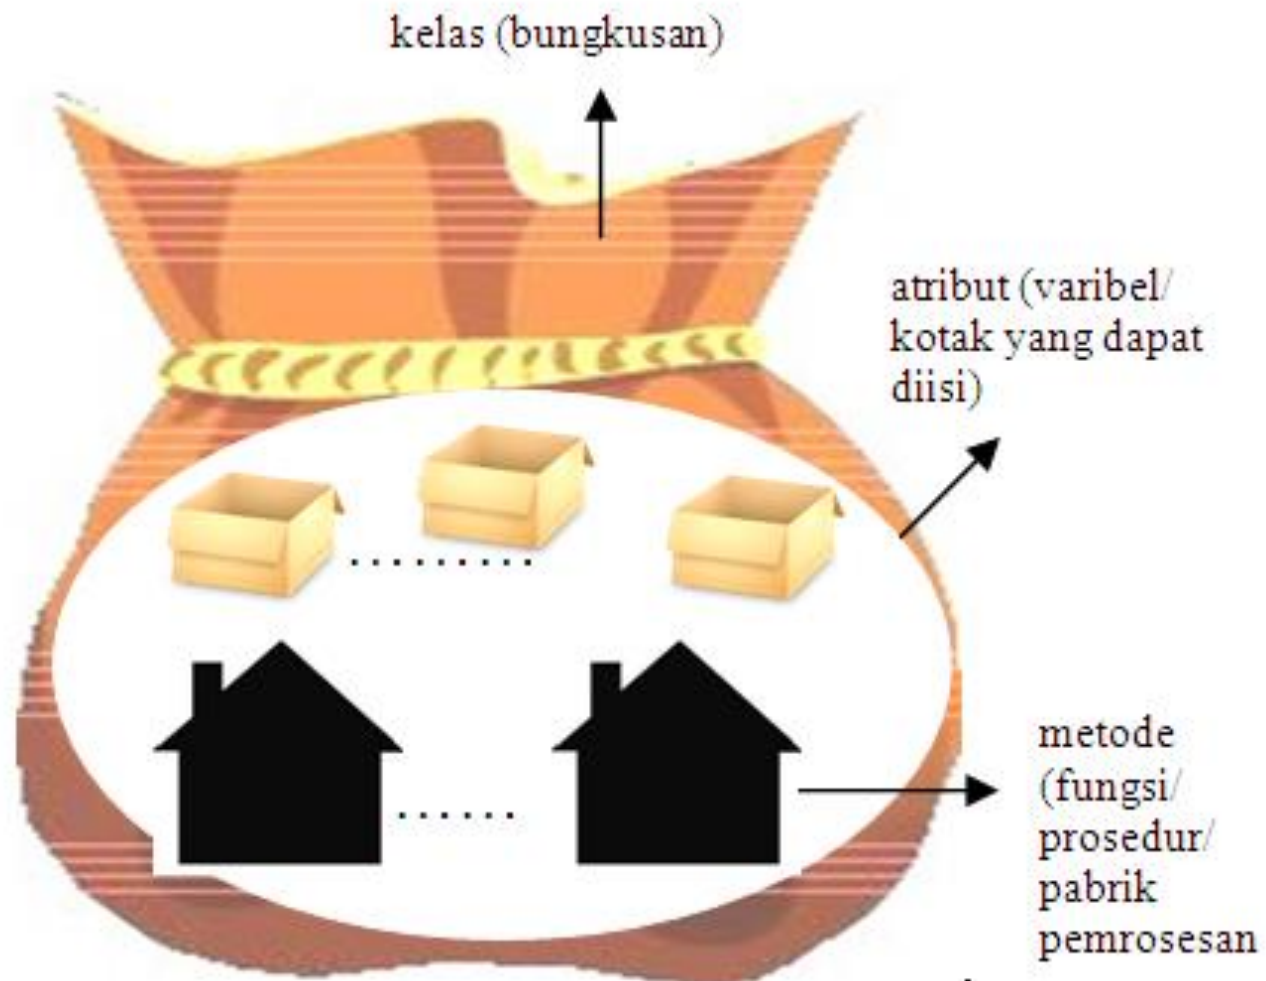 kelas (bungkusan)
atribut (varibel/
kotak yang dapat
diisi)
metode
(fungsi/
prosedur/
pabrik
pemrosesan